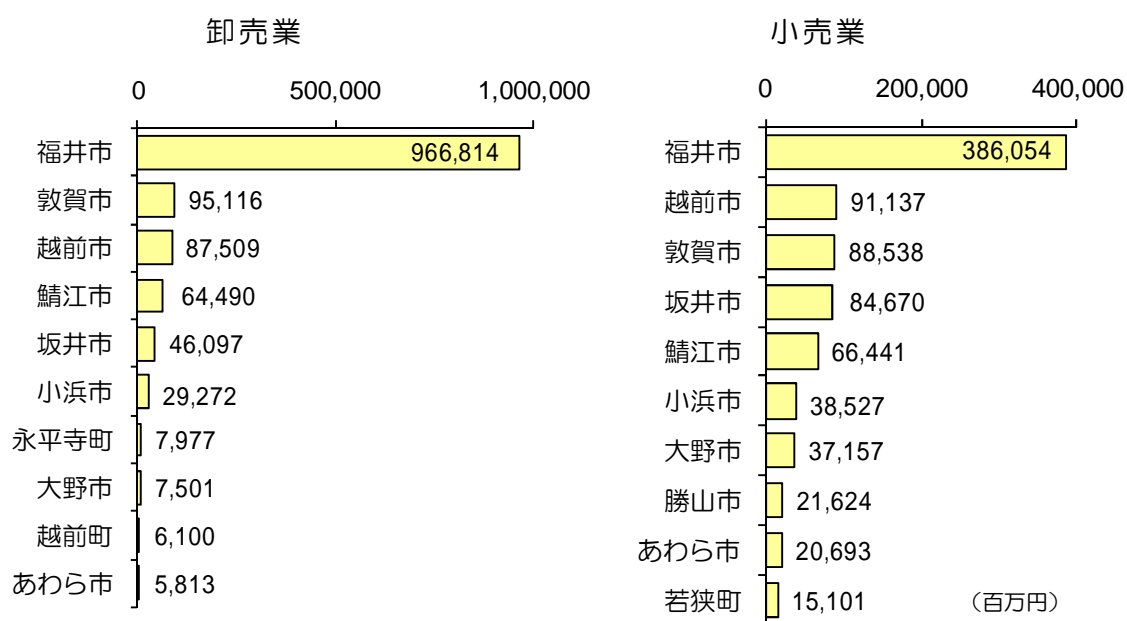 卸売業
0 500,000 1,000,000
福井市 966,814
敦賀市 95,116
越前市 87,509
鯖江市 64,490
坂井市 46,097
小浜市 29,272
永平寺町 7,977
大野市 7,501
越前町 6,100
あわら市 5,813
小売業
0 200,000 400,000
福井市 386,054
越前市 91,137
敦賀市 88,538
坂井市 84,670
鯖江市 66,441
小浜市 38,527
大野市 37,157
勝山市 21,624
あわら市 20,693
若狭町 15,101 （百万円）